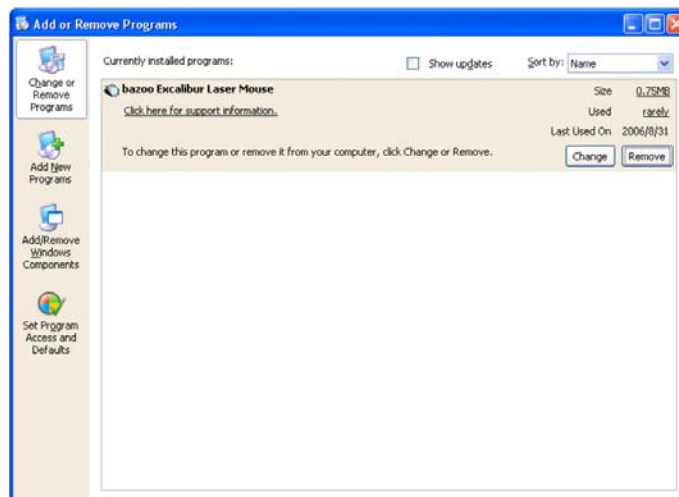 Add or Remove Programs
Change or
Remove
Programs
Add New
Programs
Add/Remove
Windows
Components
Set Program
Access and
Defaults
Currently installed programs:
Show updates
Sort by: Name
bazoo Excalibur Laser Mouse
Size 0.75MB
Click here for support information.
Used rarely
Last Used On 2006/8/31
To change this program or remove it from your computer, click Change or Remove.
Change Remove